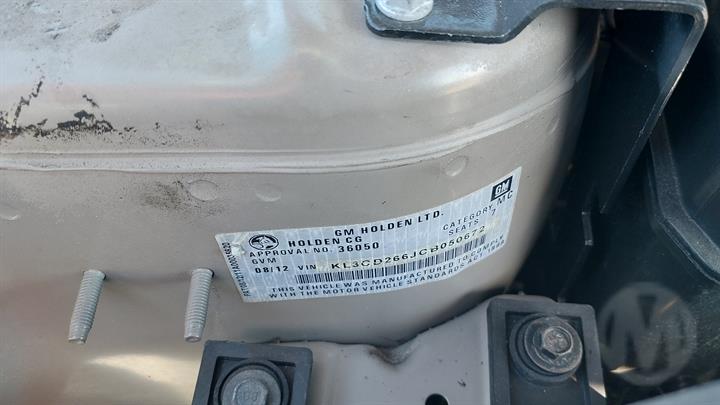 GM HOLDEN LTD.
HOLDEN CG
APPROVAL NO. 36050 CATEGORY MC
GVM SEATS 7
08/12 VIN KL3CD266JCB050672
THIS VEHICLE WAS MANUFACTURED TO COMPLY
WITH THE MOTOR VEHICLE STANDARDS ACT 1989
GM
M